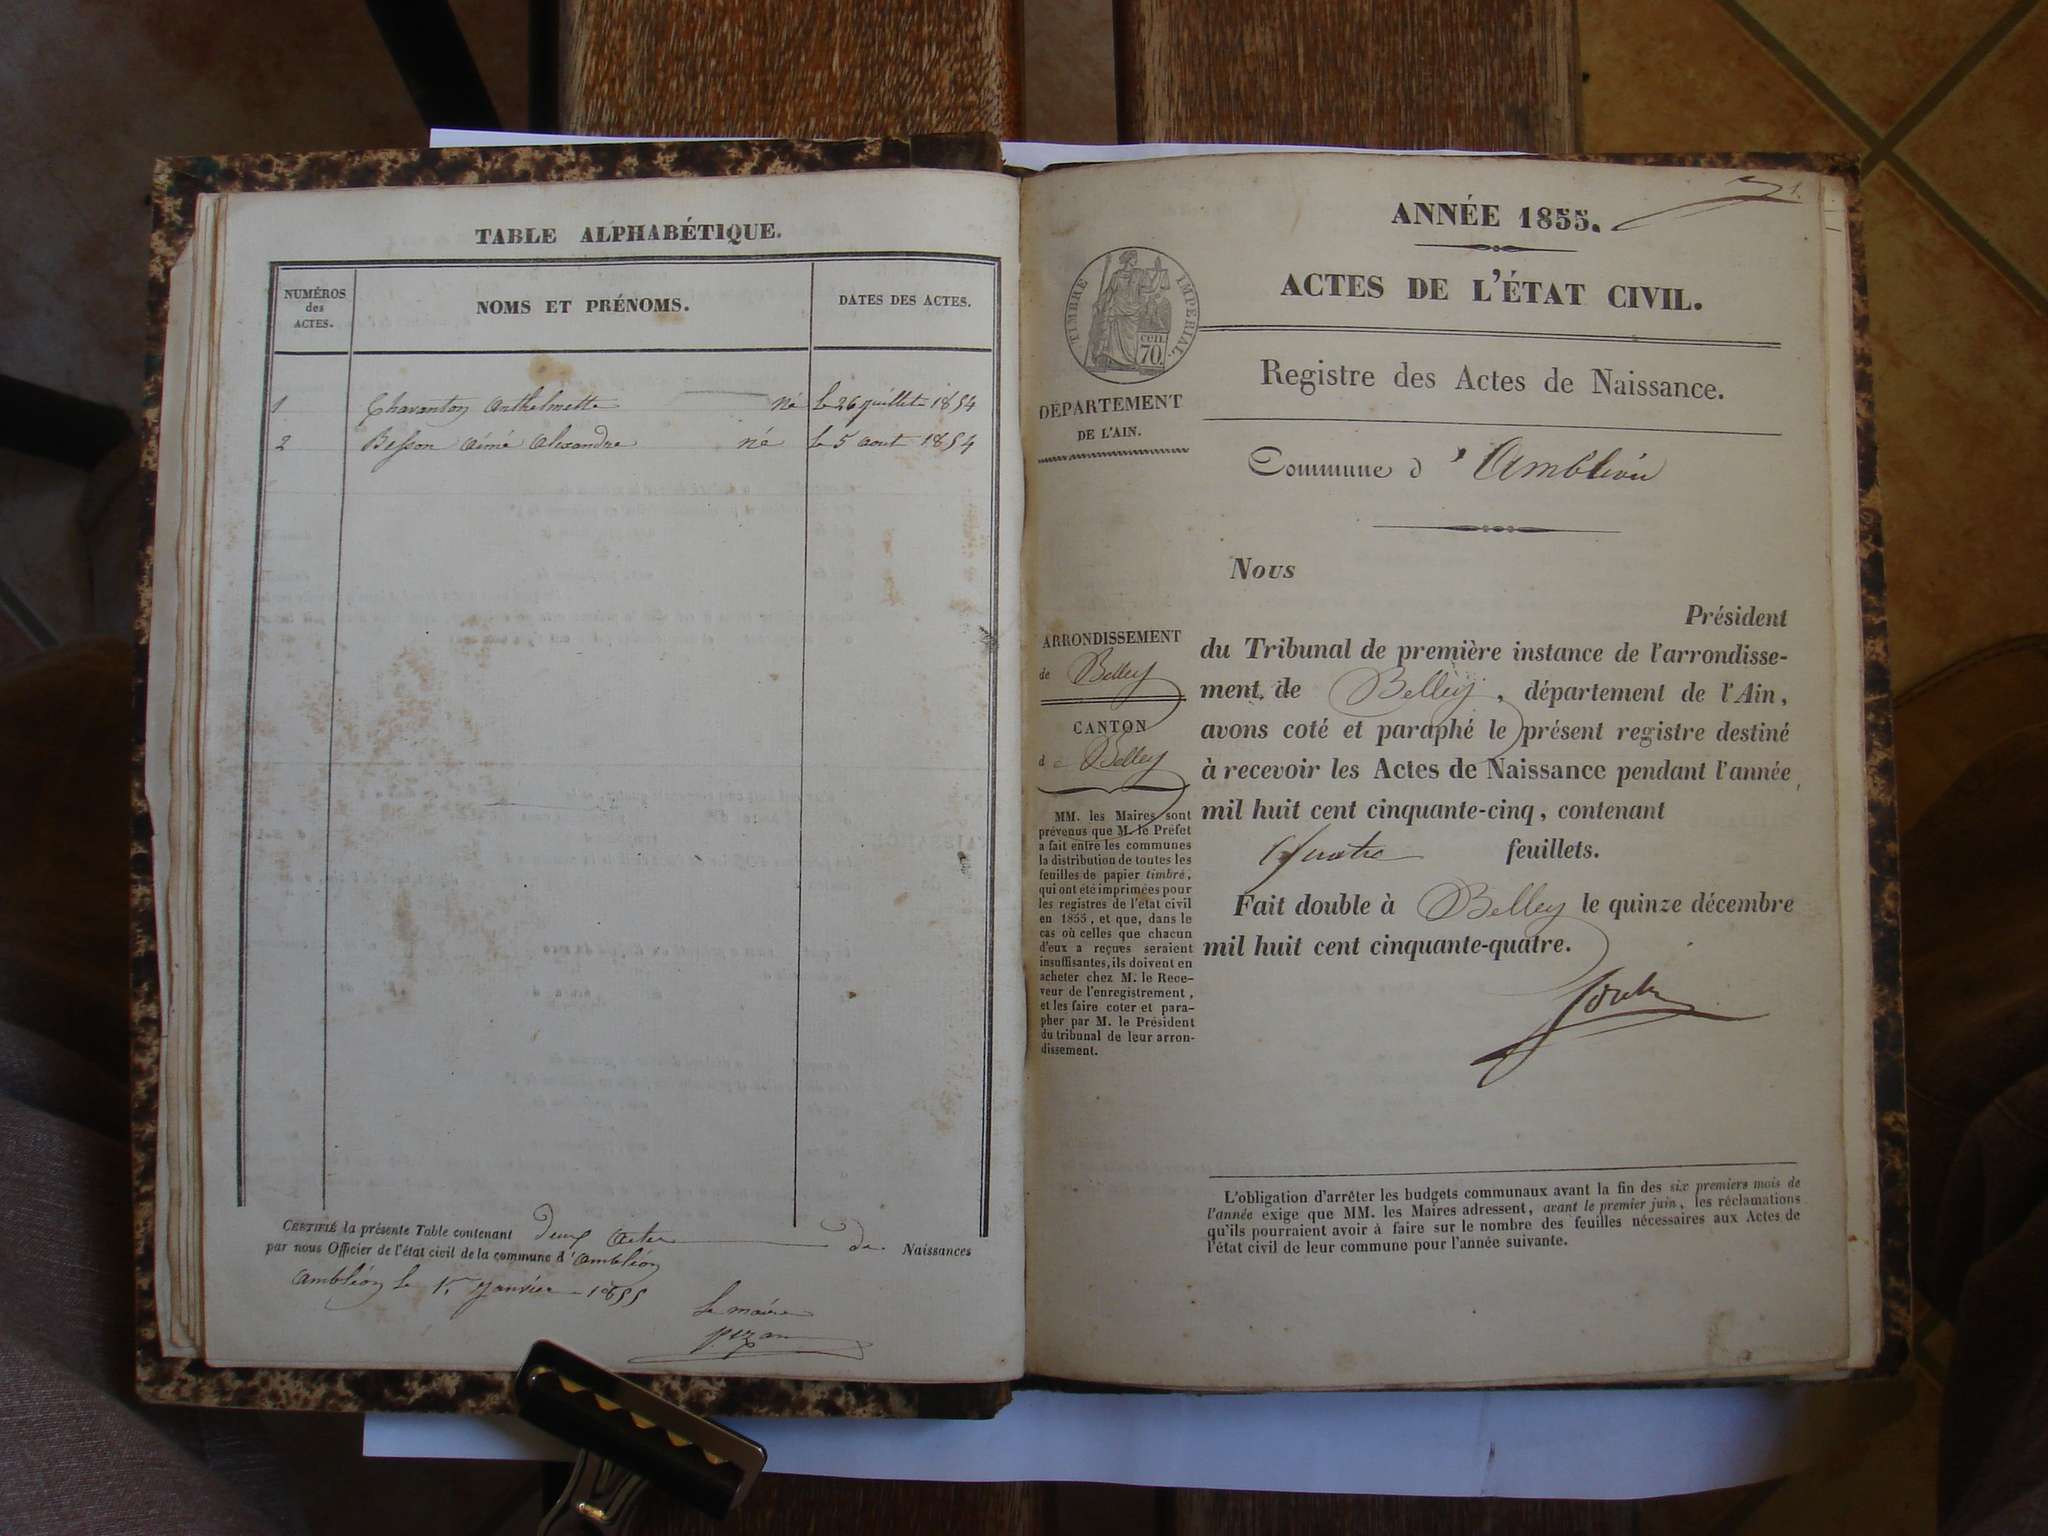 TABLE ALPHABÉTIQUE.
NUMÉROS
des
ACTES.
NOMS ET PRÉNOMS.
DATES DES ACTES.
1 Chavanton Anthelmette né le 26 juillet 1854
2 Besson Aimé Alexandre né le 5 aout 1854
CERTIFIÉ la présente Table contenant deux actes de Naissances
par nous Officier de l'état civil de la commune d'Ambléon
Ambléon le 1er Janvier 1855
le maire
ANNÉE 1855.
1.
ACTES DE L'ÉTAT CIVIL.
TIMBRE IMPERIAL
cen.
70.
Registre des Actes de Naissance.
DÉPARTEMENT
DE L'AIN.
Commune d'Ambléon
Nous
Président
du Tribunal de première instance de l'arrondisse-
ment de Belley, département de l'Ain,
avons coté et paraphé le présent registre destiné
à recevoir les Actes de Naissance pendant l'année
mil huit cent cinquante-cinq, contenant
Quatre feuillets.
Fait double à Belley le quinze décembre
mil huit cent cinquante-quatre.
ARRONDISSEMENT
de Belley
CANTON
de Belley
MM. les Maires sont
prévenus que M. le Préfet
a fait entre les communes
la distribution de toutes les
feuilles de papier timbré,
qui ont été imprimées pour
les registres de l'état civil
en 1855, et que, dans le
cas où celles que chacun
d'eux a reçues seraient
insuffisantes, ils doivent en
acheter chez M. le Rece-
veur de l'enregistrement,
et les faire coter et para-
pher par M. le Président
du tribunal de leur arron-
dissement.
L'obligation d'arrêter les budgets communaux avant la fin des six premiers mois de
l'année exige que MM. les Maires adressent, avant le premier juin, les réclamations
qu'ils pourraient avoir à faire sur le nombre des feuilles nécessaires aux Actes de
l'état civil de leur commune pour l'année suivante.